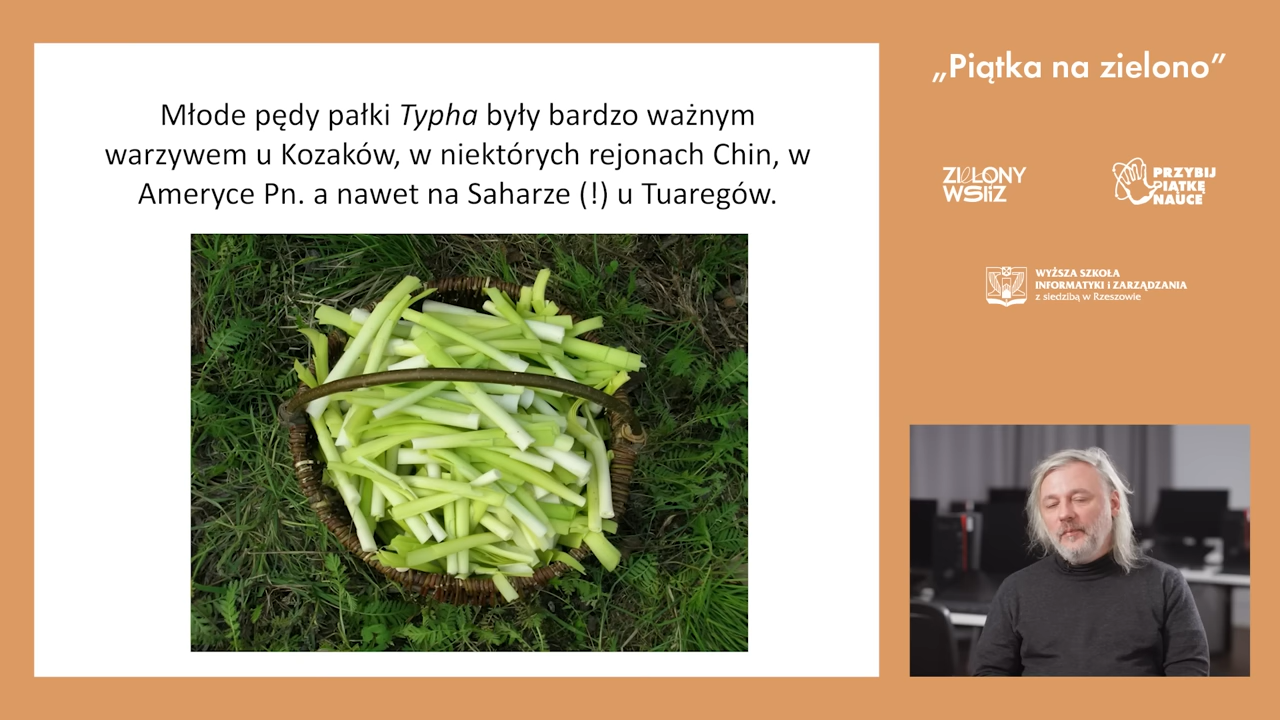 Młode pędy pałki Typha były bardzo ważnym
warzywem u Kozaków, w niektórych rejonach Chin, w
Ameryce Pn. a nawet na Saharze (!) u Tuaregów.
„Piątka na zielono”
ZIELONY
WSIiZ
PRZYBIJ
PIĄTKĘ
NAUCE
WYŻSZA SZKOŁA
INFORMATYKI i ZARZĄDZANIA
z siedzibą w Rzeszowie